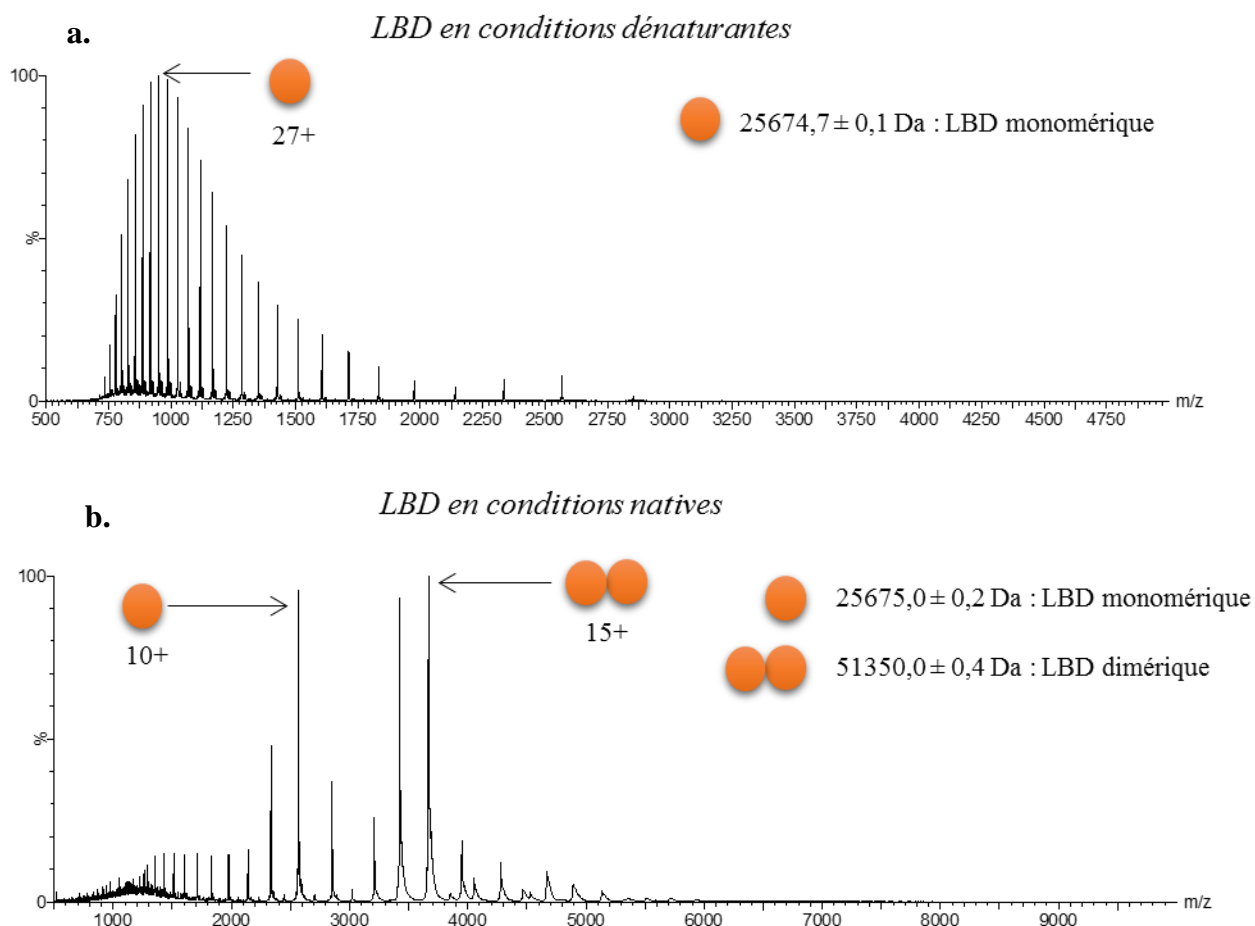 a.
LBD en conditions dénaturantes
100
27+
25674,7 ± 0,1 Da : LBD monomérique
%
0
500 750 1000 1250 1500 1750 2000 2250 2500 2750 3000 3250 3500 3750 4000 4250 4500 4750 m/z
LBD en conditions natives
b.
100
10+
15+
25675,0 ± 0,2 Da : LBD monomérique
51350,0 ± 0,4 Da : LBD dimérique
%
0
1000 2000 3000 4000 5000 6000 7000 8000 9000 m/z